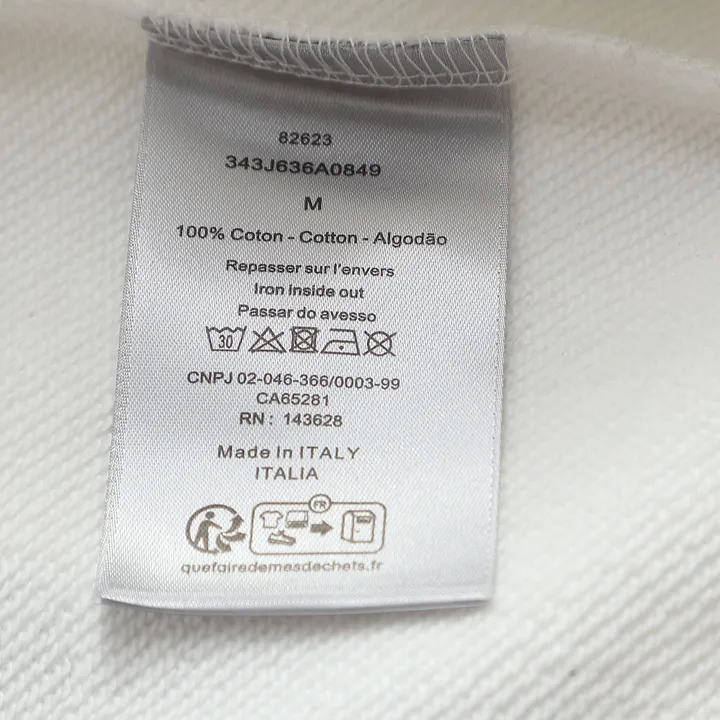 82623
343J636A0849
M
100% Coton - Cotton - Algodão
Repasser sur l'envers
Iron inside out
Passar do avesso
30
CNPJ 02-046-366/0003-99
CA65281
RN: 143628
Made In ITALY
ITALIA
FR
quefairedemesdechets.fr